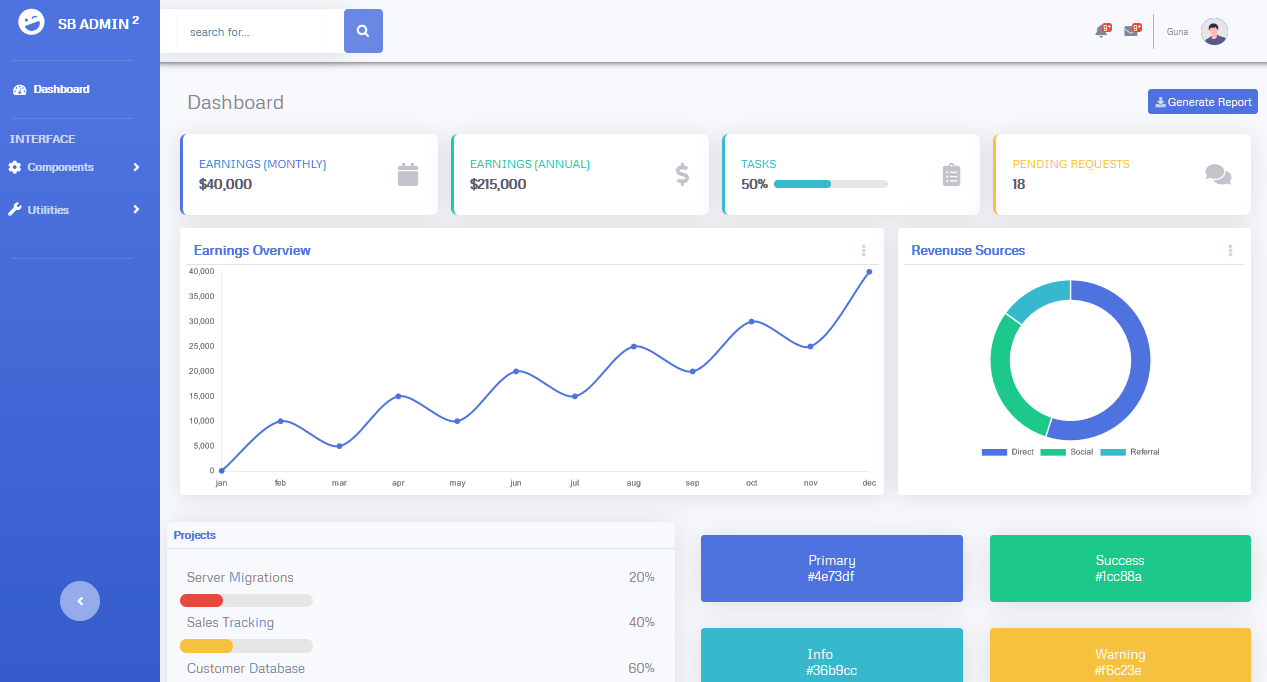 SB ADMIN 2
search for...
9+
9+
Guna
Dashboard
INTERFACE
Components
Utilities
Dashboard
Generate Report
EARNINGS (MONTHLY)
$40,000
EARNINGS (ANNUAL)
$215,000
TASKS
50%
PENDING REQUESTS
18
Earnings Overview
40,000
35,000
30,000
25,000
20,000
15,000
10,000
5,000
0
jan feb mar apr may jun jul aug sep oct nov dec
Revenuse Sources
Direct Social Referral
Projects
Server Migrations 20%
Sales Tracking 40%
Customer Database 60%
Primary
#4e73df
Success
#1cc88a
Info
#36b9cc
Warning
#f6c23e